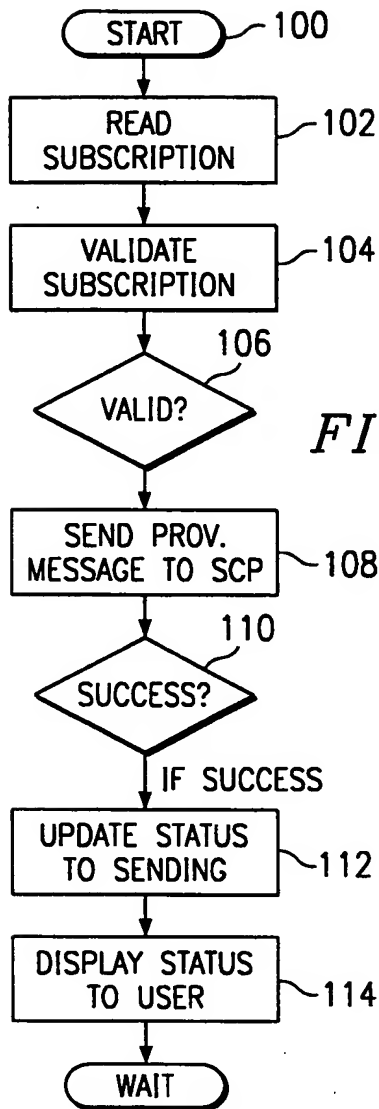 START
100
READ
SUBSCRIPTION
102
VALIDATE
SUBSCRIPTION
104
106
VALID?
FI
SEND PROV.
MESSAGE TO SCP
108
110
SUCCESS?
IF SUCCESS
UPDATE STATUS
TO SENDING
112
DISPLAY STATUS
TO USER
114
WAIT